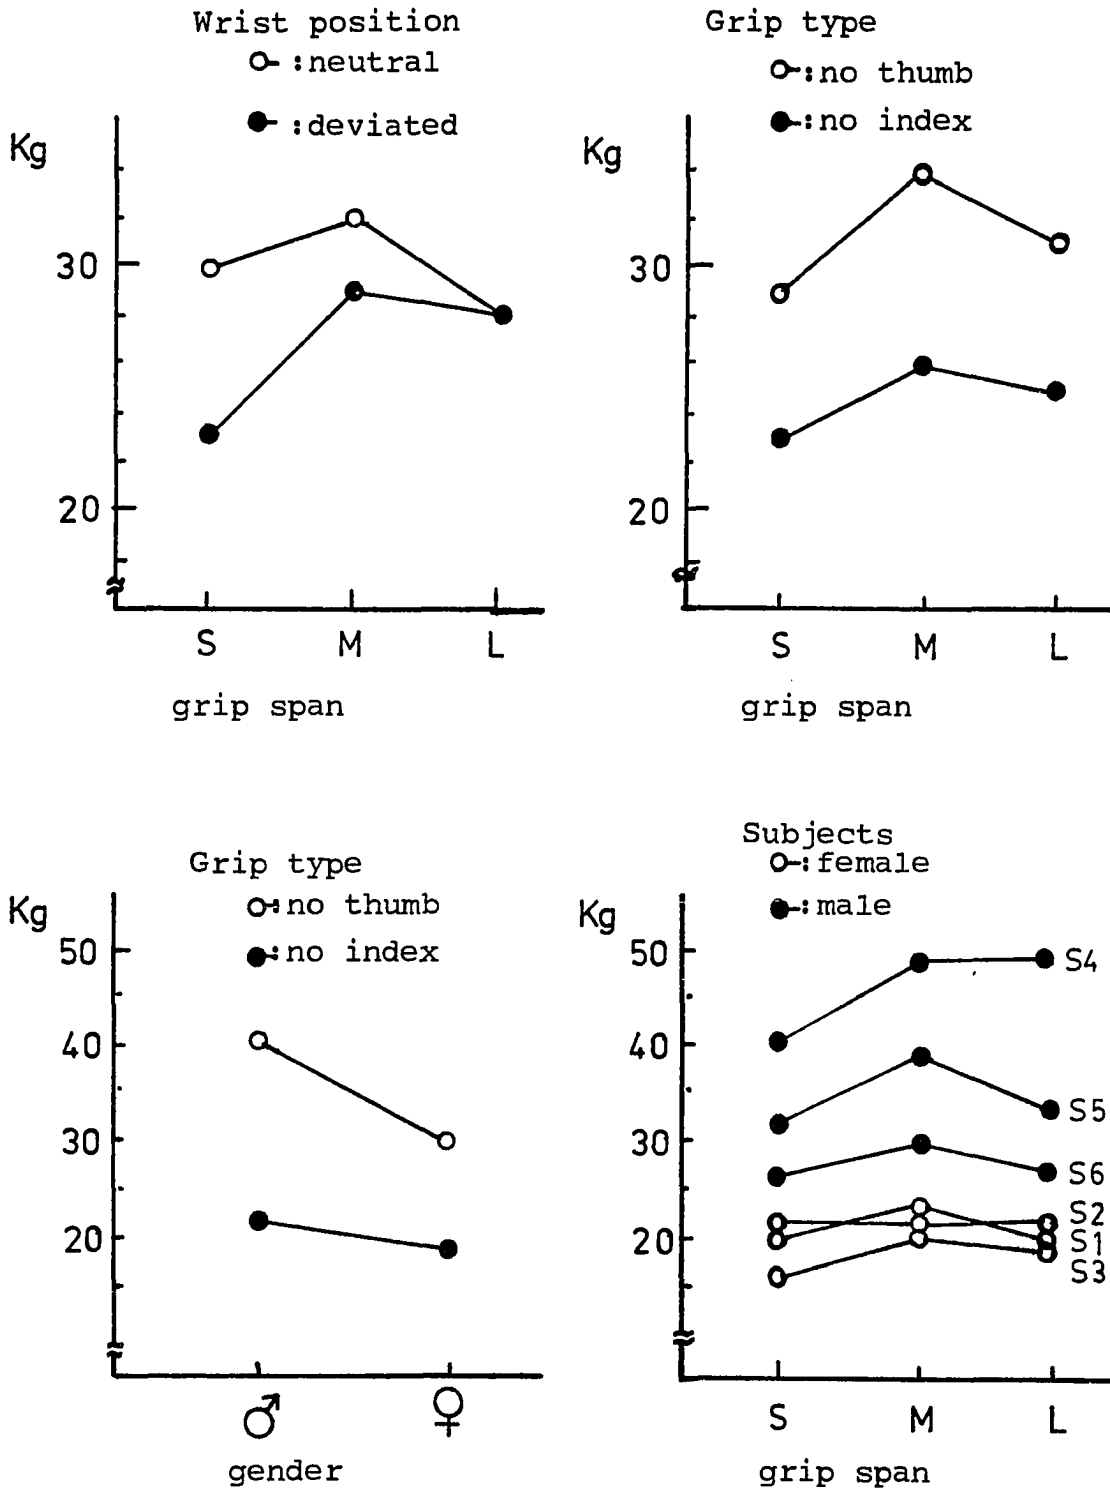 Wrist position
:neutral
:deviated
Kg
30
20
S M L
grip span
Grip type
:no thumb
:no index
Kg
30
20
S M L
grip span
Grip type
:no thumb
:no index
Kg
50
40
30
20
♂ ♀
gender
Subjects
:female
:male
Kg
50
40
30
20
S4
S5
S6
S2
S1
S3
S M L
grip span